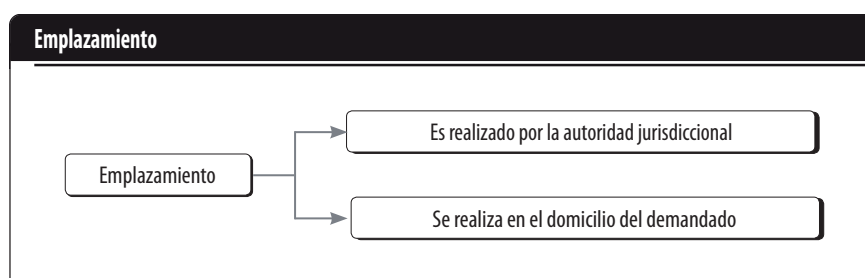 Emplazamiento
Es realizado por la autoridad jurisdiccional
Emplazamiento
Se realiza en el domicilio del demandado